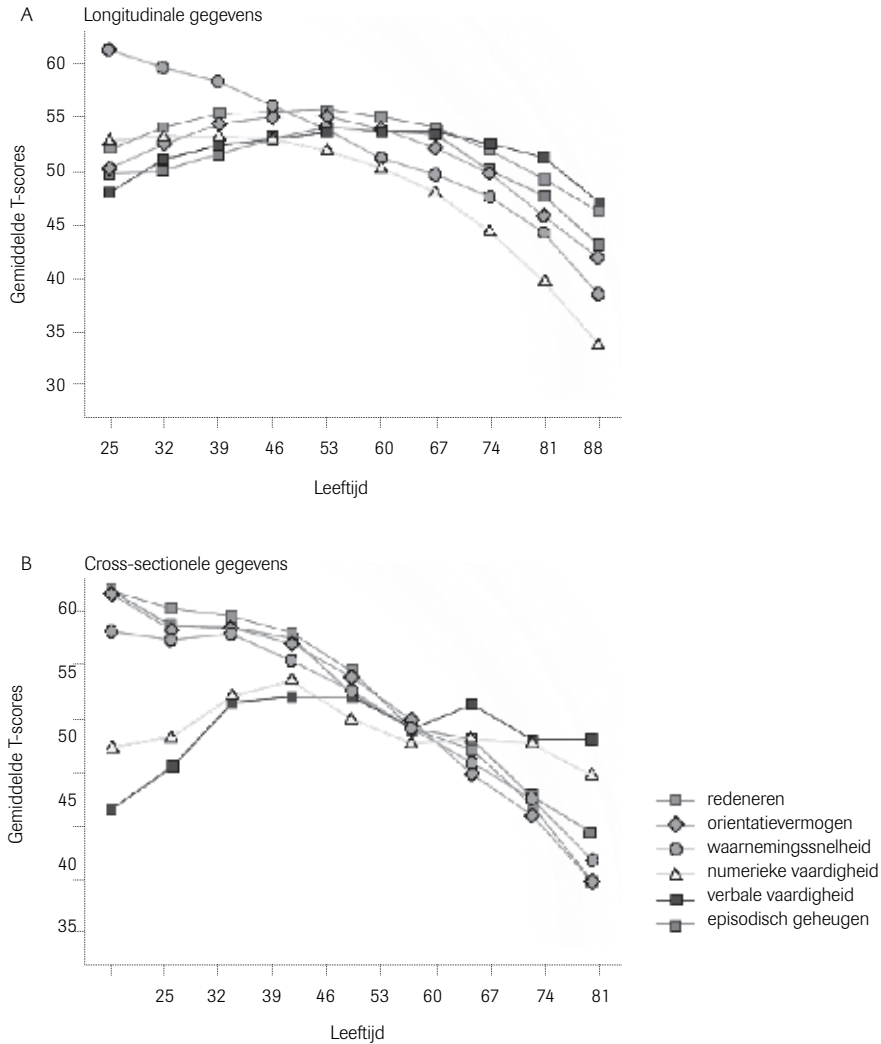 A Longitudinale gegevens
60
55
50
45
40
35
30
Gemiddelde T-scores
25 32 39 46 53 60 67 74 81 88
Leeftijd
B Cross-sectionele gegevens
60
55
50
45
40
35
Gemiddelde T-scores
25 32 39 46 53 60 67 74 81
Leeftijd
redeneren
orientatievermogen
waarnemingssnelheid
numerieke vaardigheid
verbale vaardigheid
episodisch geheugen